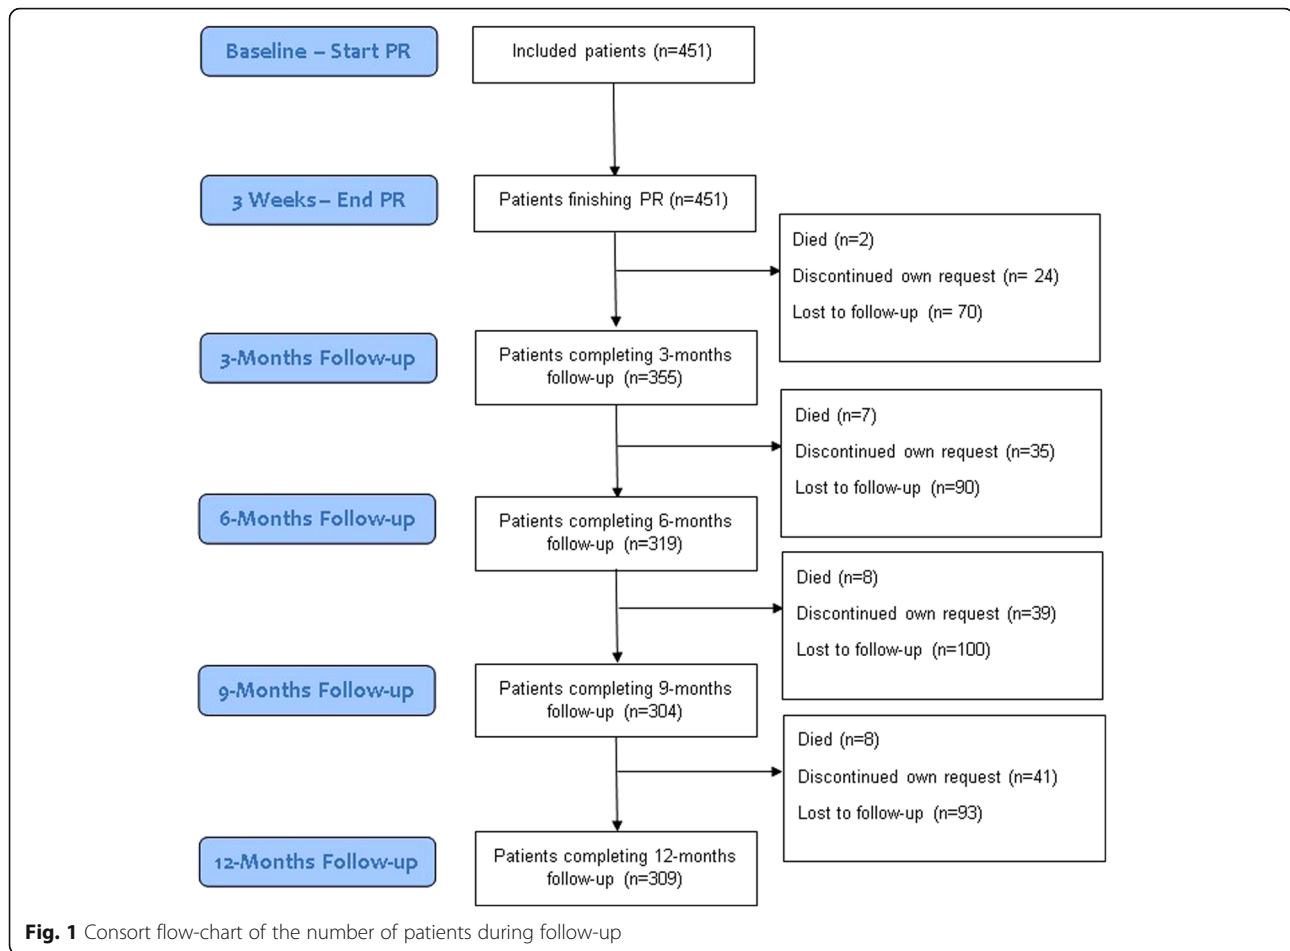 Baseline – Start PR
Included patients (n=451)
3 Weeks – End PR
Patients finishing PR (n=451)
Died (n=2)
Discontinued own request (n= 24)
Lost to follow-up (n= 70)
3-Months Follow-up
Patients completing 3-months
follow-up (n=355)
Died (n=7)
Discontinued own request (n=35)
Lost to follow-up (n=90)
6-Months Follow-up
Patients completing 6-months
follow-up (n=319)
Died (n=8)
Discontinued own request (n=39)
Lost to follow-up (n=100)
9-Months Follow-up
Patients completing 9-months
follow-up (n=304)
Died (n=8)
Discontinued own request (n=41)
Lost to follow-up (n=93)
12-Months Follow-up
Patients completing 12-months
follow-up (n=309)
Fig. 1 Consort flow-chart of the number of patients during follow-up